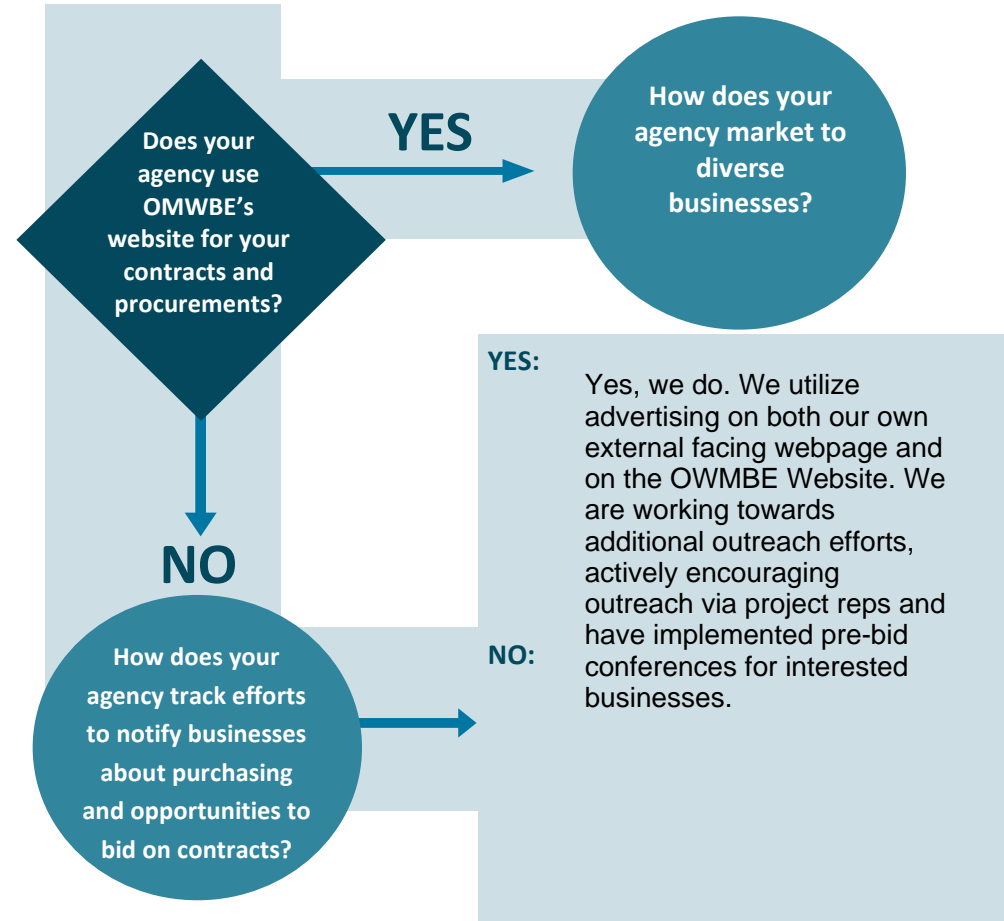 Does your
agency use
OMWBE’s
website for your
contracts and
procurements?
YES
How does your
agency market to
diverse
businesses?
NO
How does your
agency track efforts
to notify businesses
about purchasing
and opportunities to
bid on contracts?
YES:
Yes, we do. We utilize
advertising on both our own
external facing webpage and
on the OWMBE Website. We
are working towards
additional outreach efforts,
actively encouraging
outreach via project reps and
have implemented pre-bid
conferences for interested
businesses.
NO: